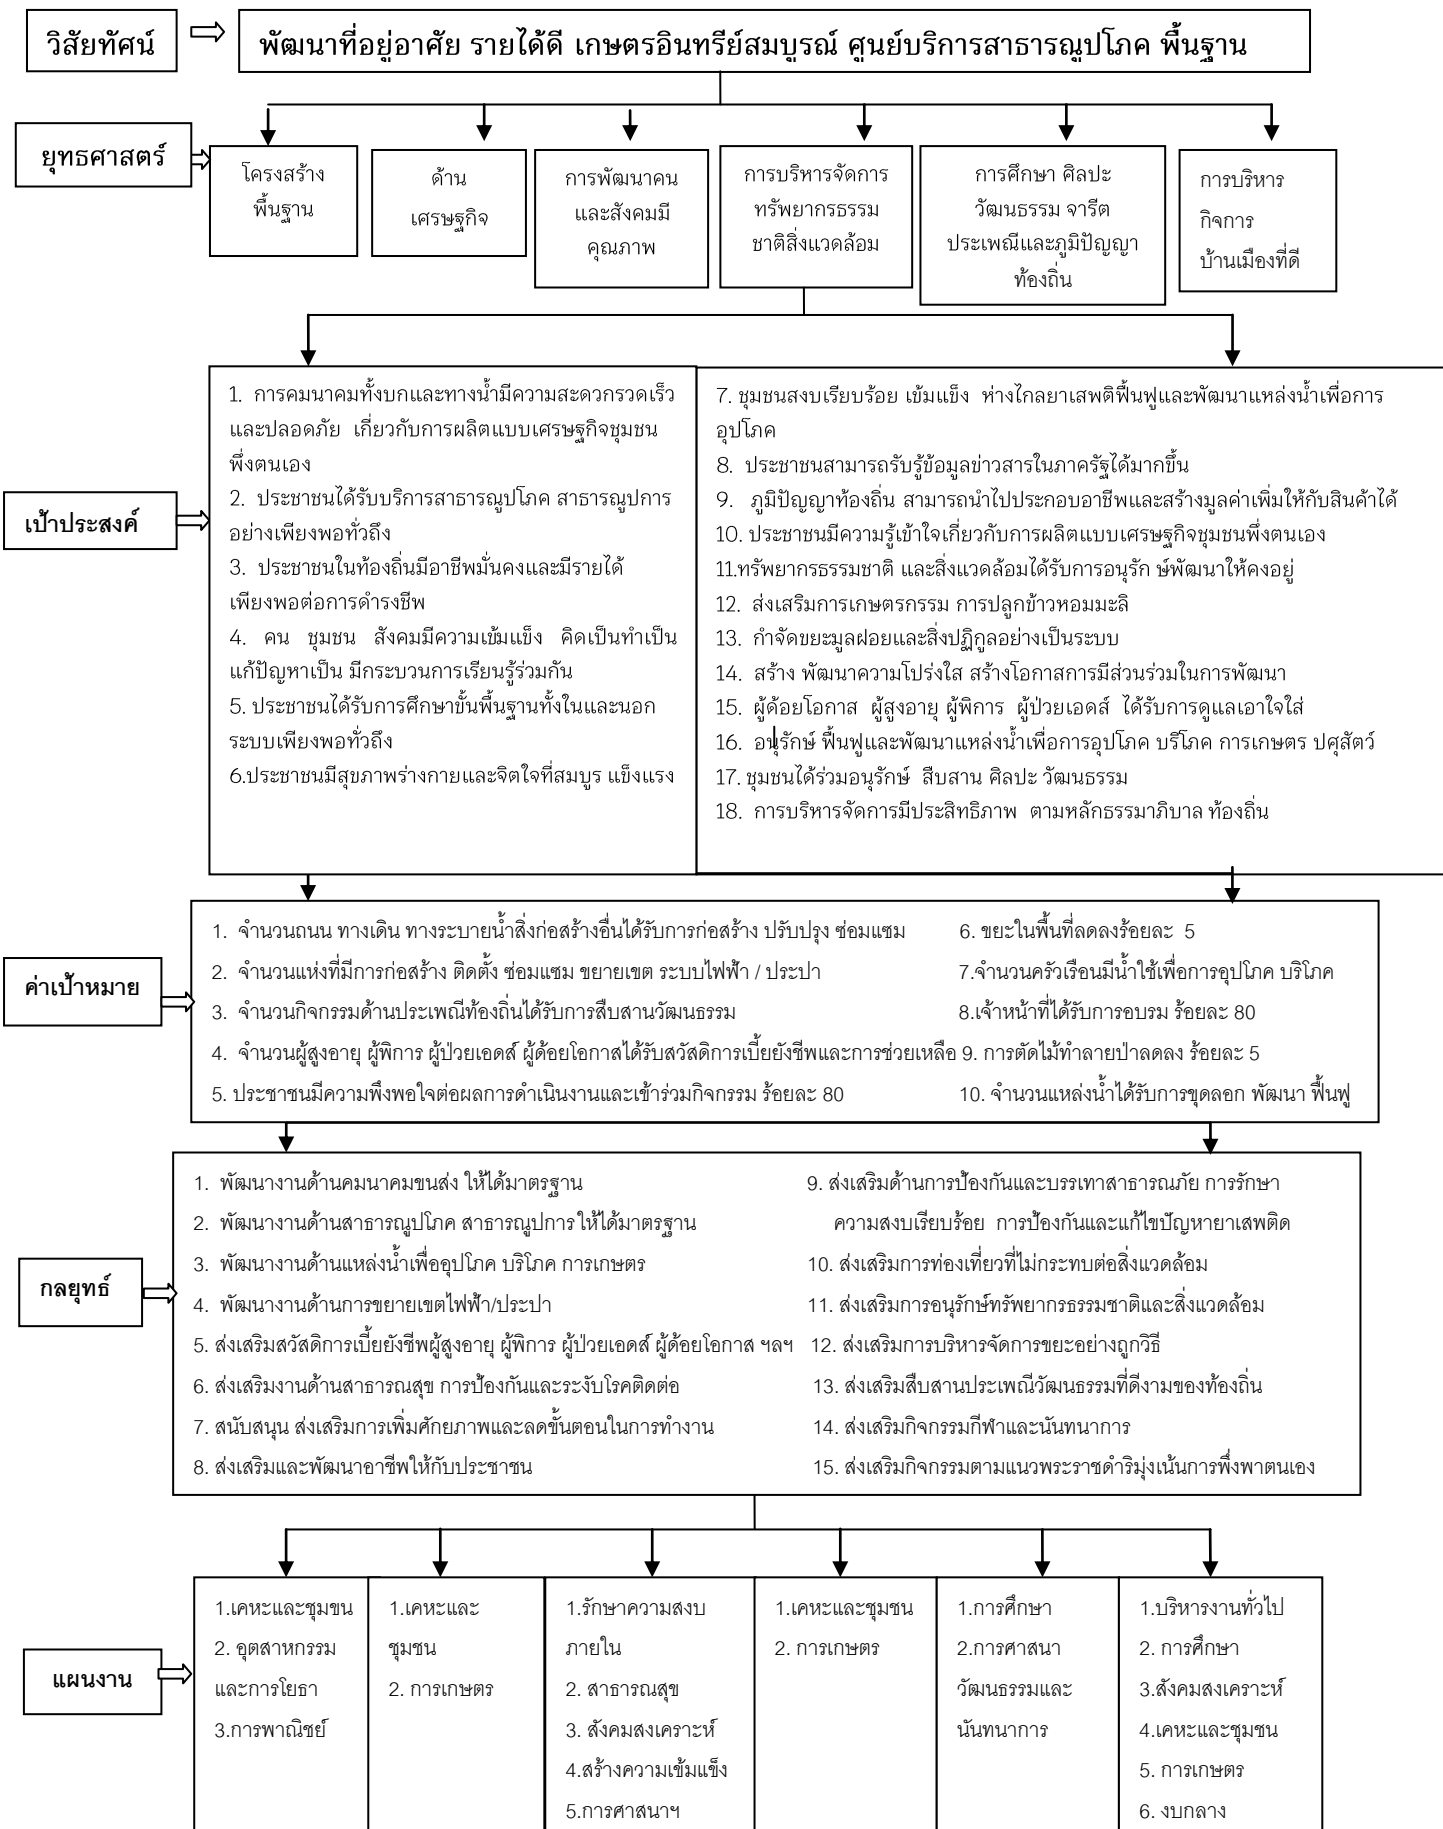 วิสัยทัศน์
พัฒนาที่อยู่อาศัย รายได้ดี เกษตรอินทรีย์สมบูรณ์ ศูนย์บริการสาธารณูปโภค พื้นฐาน
ยุทธศาสตร์
โครงสร้าง
พื้นฐาน
ด้าน
เศรษฐกิจ
การพัฒนาคน
และสังคมมี
คุณภาพ
การบริหารจัดการ
ทรัพยากรธรรม
ชาติสิ่งแวดล้อม
การศึกษา ศิลปะ
วัฒนธรรม จารีต
ประเพณีและภูมิปัญญา
ท้องถิ่น
การบริหาร
กิจการ
บ้านเมืองที่ดี
เป้าประสงค์
1. การคมนาคมทั้งบกและทางน้ำมีความสะดวกรวดเร็ว
และปลอดภัย เกี่ยวกับการผลิตแบบเศรษฐกิจชุมชน
พึ่งตนเอง
2. ประชาชนได้รับบริการสาธารณูปโภค สาธารณูปการ
อย่างเพียงพอทั่วถึง
3. ประชาชนในท้องถิ่นมีอาชีพมั่นคงและมีรายได้
เพียงพอต่อการดำรงชีพ
4. คน ชุมชน สังคมมีความเข้มแข็ง คิดเป็นทำเป็น
แก้ปัญหาเป็น มีกระบวนการเรียนรู้ร่วมกัน
5. ประชาชนได้รับการศึกษาขั้นพื้นฐานทั้งในและนอก
ระบบเพียงพอทั่วถึง
6.ประชาชนมีสุขภาพร่างกายและจิตใจที่สมบูร แข็งแรง
7. ชุมชนสงบเรียบร้อย เข้มแข็ง ห่างไกลยาเสพติฟื้นฟูและพัฒนาแหล่งน้ำเพื่อการ
อุปโภค
8. ประชาชนสามารถรับรู้ข้อมูลข่าวสารในภาครัฐได้มากขึ้น
9. ภูมิปัญญาท้องถิ่น สามารถนำไปประกอบอาชีพและสร้างมูลค่าเพิ่มให้กับสินค้าได้
10. ประชาชนมีความรู้เข้าใจเกี่ยวกับการผลิตแบบเศรษฐกิจชุมชนพึ่งตนเอง
11.ทรัพยากรธรรมชาติ และสิ่งแวดล้อมได้รับการอนุรัก ษ์พัฒนาให้คงอยู่
12. ส่งเสริมการเกษตรกรรม การปลูกข้าวหอมมะลิ
13. กำจัดขยะมูลฝอยและสิ่งปฏิกูลอย่างเป็นระบบ
14. สร้าง พัฒนาความโปร่งใส สร้างโอกาสการมีส่วนร่วมในการพัฒนา
15. ผู้ด้อยโอกาส ผู้สูงอายุ ผู้พิการ ผู้ป่วยเอดส์ ได้รับการดูแลเอาใจใส่
16. อนุรักษ์ ฟื้นฟูและพัฒนาแหล่งน้ำเพื่อการอุปโภค บริโภค การเกษตร ปศุสัตว์
17. ชุมชนได้ร่วมอนุรักษ์ สืบสาน ศิลปะ วัฒนธรรม
18. การบริหารจัดการมีประสิทธิภาพ ตามหลักธรรมาภิบาล ท้องถิ่น
ค่าเป้าหมาย
1. จำนวนถนน ทางเดิน ทางระบายน้ำสิ่งก่อสร้างอื่นได้รับการก่อสร้าง ปรับปรุง ซ่อมแซม
2. จำนวนแห่งที่มีการก่อสร้าง ติดตั้ง ซ่อมแซม ขยายเขต ระบบไฟฟ้า / ประปา
3. จำนวนกิจกรรมด้านประเพณีท้องถิ่นได้รับการสืบสานวัฒนธรรม
4. จำนวนผู้สูงอายุ ผู้พิการ ผู้ป่วยเอดส์ ผู้ด้อยโอกาสได้รับสวัสดิการเบี้ยยังชีพและการช่วยเหลือ
5. ประชาชนมีความพึงพอใจต่อผลการดำเนินงานและเข้าร่วมกิจกรรม ร้อยละ 80
6. ขยะในพื้นที่ลดลงร้อยละ 5
7.จำนวนครัวเรือนมีน้ำใช้เพื่อการอุปโภค บริโภค
8.เจ้าหน้าที่ได้รับการอบรม ร้อยละ 80
9. การตัดไม้ทำลายป่าลดลง ร้อยละ 5
10. จำนวนแหล่งน้ำได้รับการขุดลอก พัฒนา ฟื้นฟู
กลยุทธ์
1. พัฒนางานด้านคมนาคมขนส่ง ให้ได้มาตรฐาน
2. พัฒนางานด้านสาธารณูปโภค สาธารณูปการ ให้ได้มาตรฐาน
3. พัฒนางานด้านแหล่งน้ำเพื่ออุปโภค บริโภค การเกษตร
4. พัฒนางานด้านการขยายเขตไฟฟ้า/ประปา
5. ส่งเสริมสวัสดิการเบี้ยยังชีพผู้สูงอายุ ผู้พิการ ผู้ป่วยเอดส์ ผู้ด้อยโอกาส ฯลฯ
6. ส่งเสริมงานด้านสาธารณสุข การป้องกันและระงับโรคติดต่อ
7. สนับสนุน ส่งเสริมการเพิ่มศักยภาพและลดขั้นตอนในการทำงาน
8. ส่งเสริมและพัฒนาอาชีพให้กับประชาชน
9. ส่งเสริมด้านการป้องกันและบรรเทาสาธารณภัย การรักษา
ความสงบเรียบร้อย การป้องกันและแก้ไขปัญหายาเสพติด
10. ส่งเสริมการท่องเที่ยวที่ไม่กระทบต่อสิ่งแวดล้อม
11. ส่งเสริมการอนุรักษ์ทรัพยากรธรรมชาติและสิ่งแวดล้อม
12. ส่งเสริมการบริหารจัดการขยะอย่างถูกวิธี
13. ส่งเสริมสืบสานประเพณีวัฒนธรรมที่ดีงามของท้องถิ่น
14. ส่งเสริมกิจกรรมกีฬาและนันทนาการ
15. ส่งเสริมกิจกรรมตามแนวพระราชดำริมุ่งเน้นการพึ่งพาตนเอง
แผนงาน
1.เคหะและชุมขน
2. อุตสาหกรรม
และการโยธา
3.การพาณิชย์
1.เคหะและ
ชุมชน
2. การเกษตร
1.รักษาความสงบ
ภายใน
2. สาธารณสุข
3. สังคมสงเคราะห์
4.สร้างความเข้มแข็ง
5.การศาสนาฯ
1.เคหะและชุมชน
2. การเกษตร
1.การศึกษา
2.การศาสนา
วัฒนธรรมและ
นันทนาการ
1.บริหารงานทั่วไป
2. การศึกษา
3.สังคมสงเคราะห์
4.เคหะและชุมชน
5. การเกษตร
6. งบกลาง